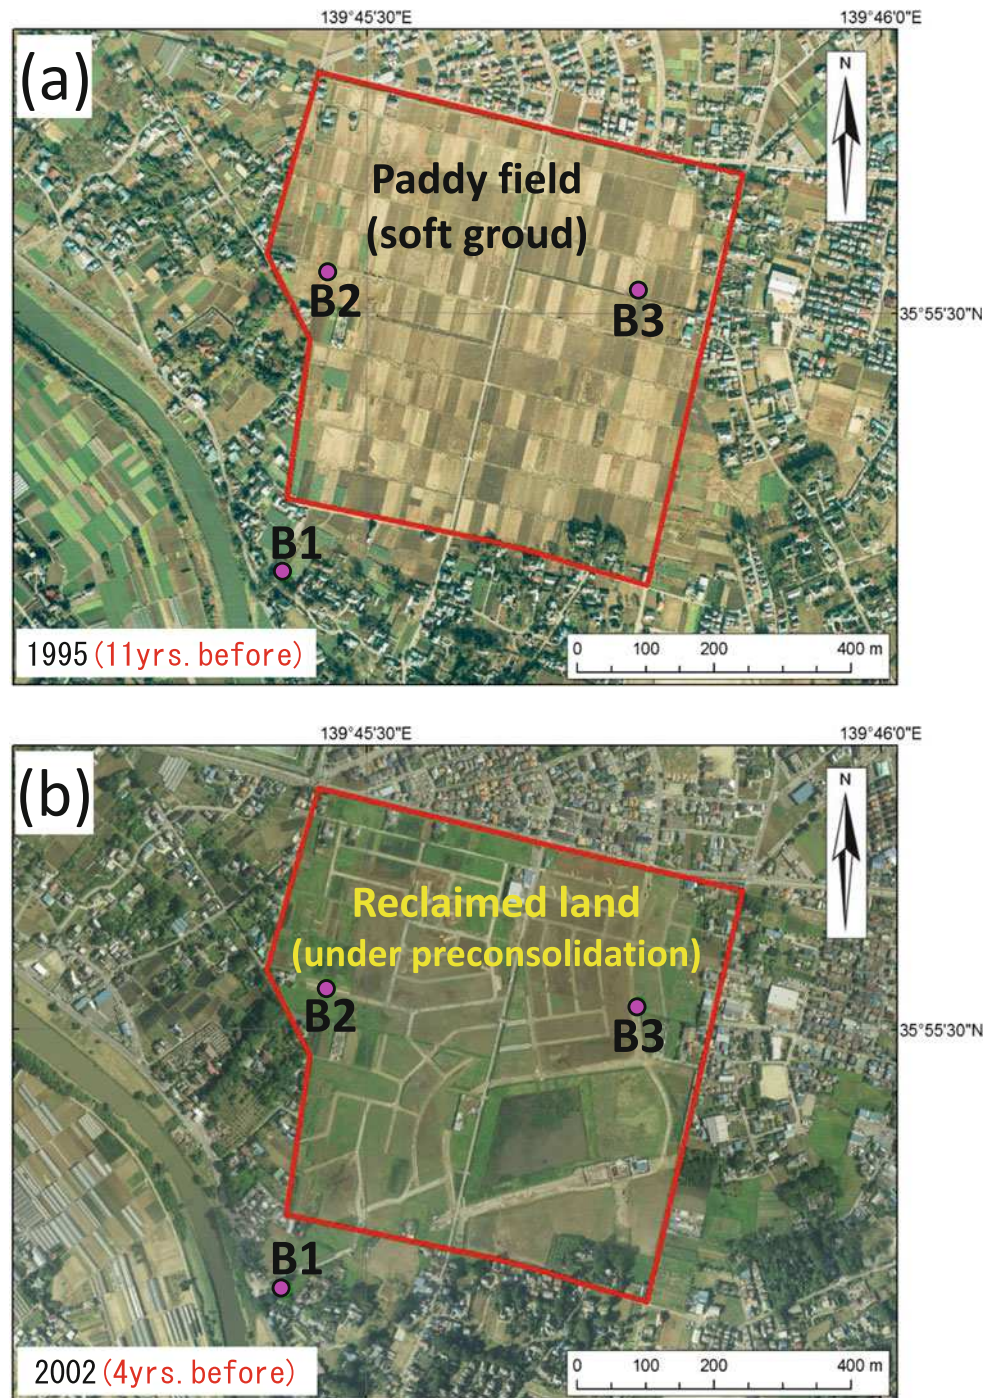 139°45'30"E 139°46'0"E
(a)
N
Paddy field
(soft groud)
B2
B3
35°55'30"N
B1
1995 (11yrs. before)
0 100 200 400 m
139°45'30"E 139°46'0"E
(b)
N
Reclaimed land
(under preconsolidation)
B2
B3
35°55'30"N
B1
2002 (4yrs. before)
0 100 200 400 m